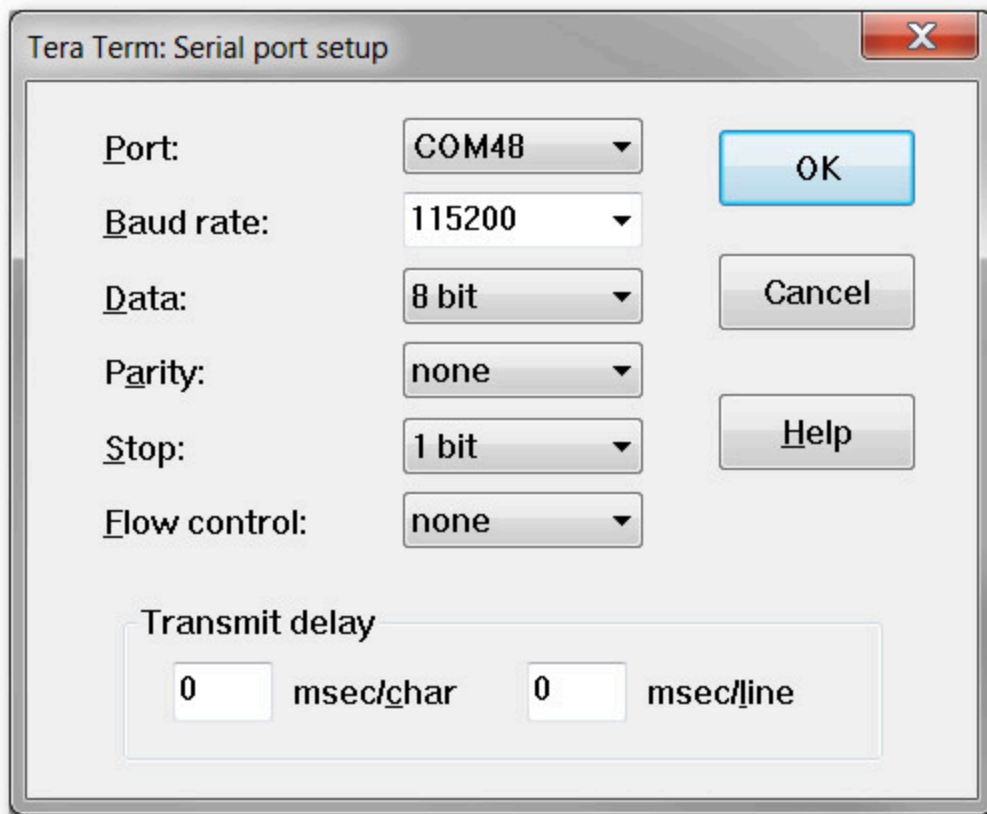 Tera Term: Serial port setup
Port: COM48
OK
Baud rate: 115200
Data: 8 bit
Cancel
Parity: none
Stop: 1 bit
Help
Flow control: none
Transmit delay
0 msec/char 0 msec/line